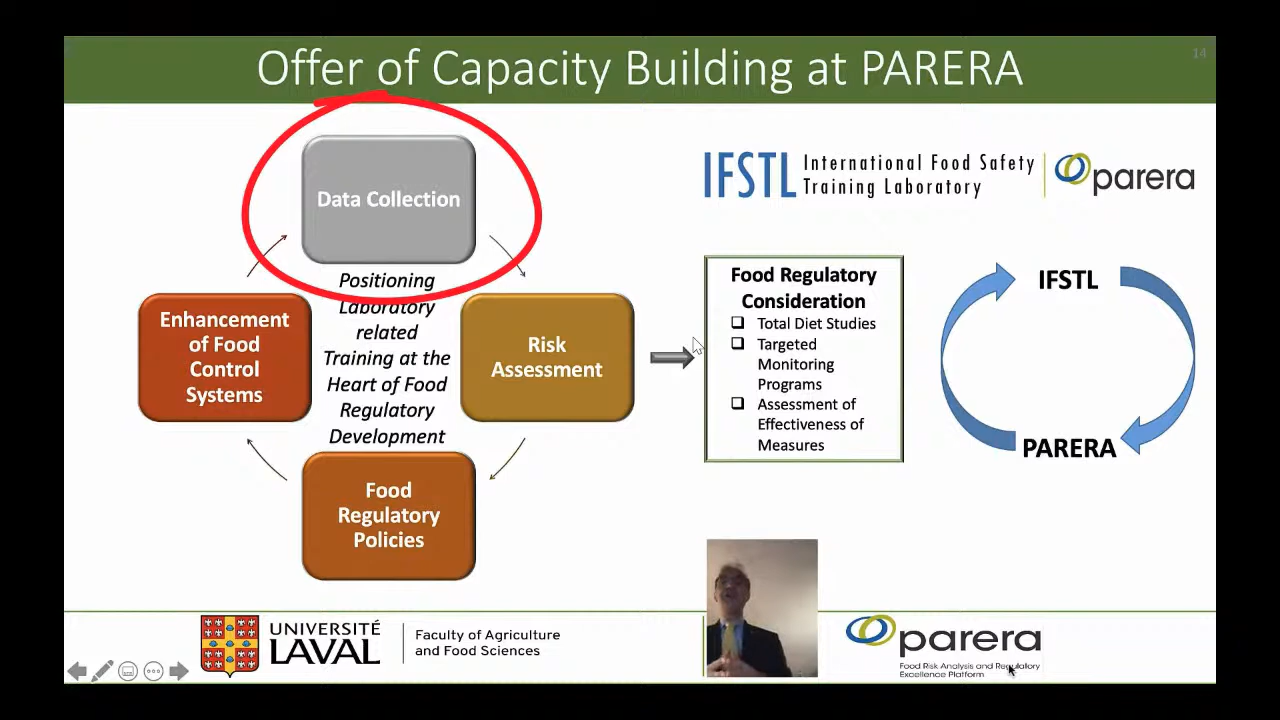 Offer of Capacity Building at PARERA
14
Data Collection
Positioning
Laboratory
related
Training at the
Heart of Food
Regulatory
Development
Enhancement
of Food
Control
Systems
Risk
Assessment
Food
Regulatory
Policies
IFSTL
International Food Safety
Training Laboratory
parera
Food Regulatory
Consideration
Total Diet Studies
Targeted
Monitoring
Programs
Assessment of
Effectiveness of
Measures
IFSTL
PARERA
UNIVERSITÉ
LAVAL
Faculty of Agriculture
and Food Sciences
parera
Food Risk Analysis and Regulatory
Excellence Platform